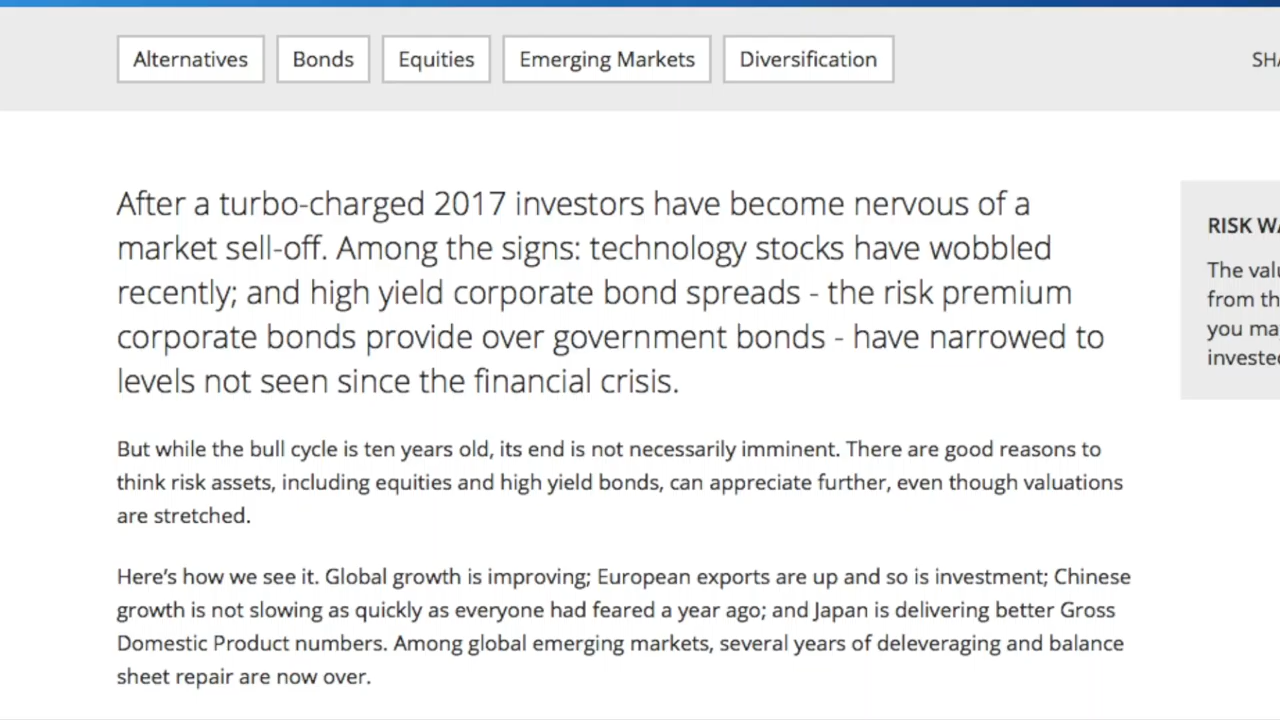 Alternatives Bonds Equities Emerging Markets Diversification
After a turbo-charged 2017 investors have become nervous of a
market sell-off. Among the signs: technology stocks have wobbled
recently; and high yield corporate bond spreads - the risk premium
corporate bonds provide over government bonds - have narrowed to
levels not seen since the financial crisis.
But while the bull cycle is ten years old, its end is not necessarily imminent. There are good reasons to
think risk assets, including equities and high yield bonds, can appreciate further, even though valuations
are stretched.
Here’s how we see it. Global growth is improving; European exports are up and so is investment; Chinese
growth is not slowing as quickly as everyone had feared a year ago; and Japan is delivering better Gross
Domestic Product numbers. Among global emerging markets, several years of deleveraging and balance
sheet repair are now over.
RISK
The
from
you